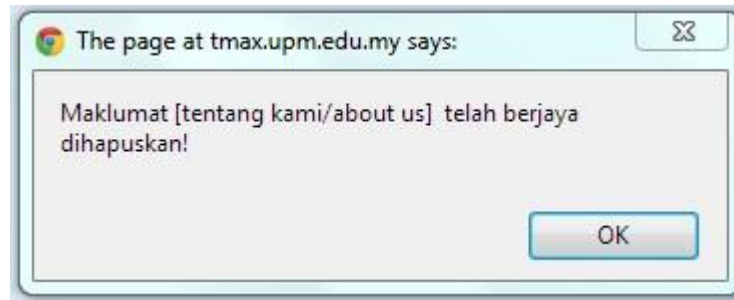 The page at tmax.upm.edu.my says:
Maklumat [tentang kami/about us]  telah berjaya
dihapuskan!
OK